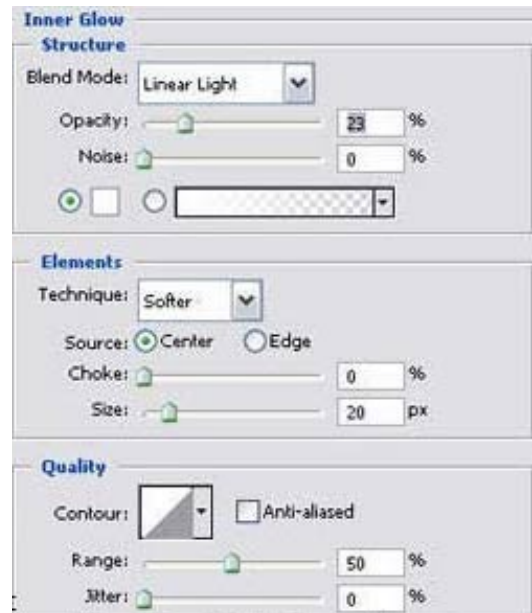 Inner Glow
Structure
Blend Mode: Linear Light
Opacity: 23 %
Noise: 0 %
Elements
Technique: Softer
Source: Center Edge
Choke: 0 %
Size: 20 px
Quality
Contour: Anti-aliased
Range: 50 %
Jitter: 0 %